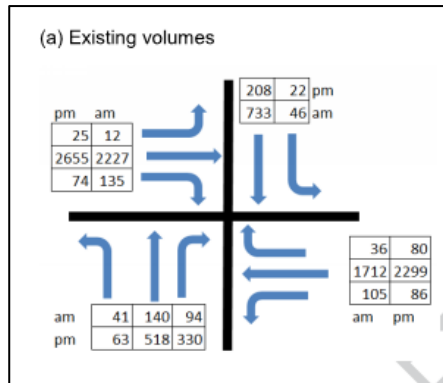 (a) Existing volumes
208 22 pm
733 46 am
pm am
25 12
2655 2227
74 135
36 80
1712 2299
105 86
am pm
am 41 140 94
pm 63 518 330